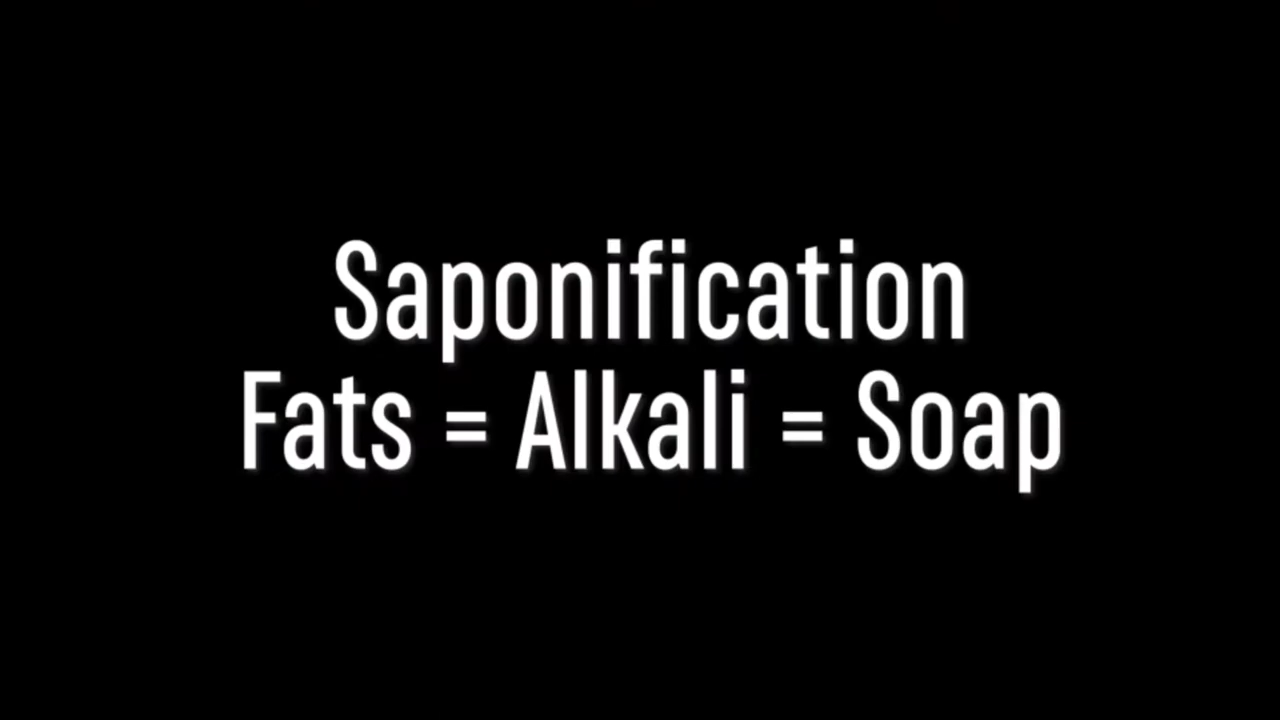 Saponification
Fats = Alkali = Soap